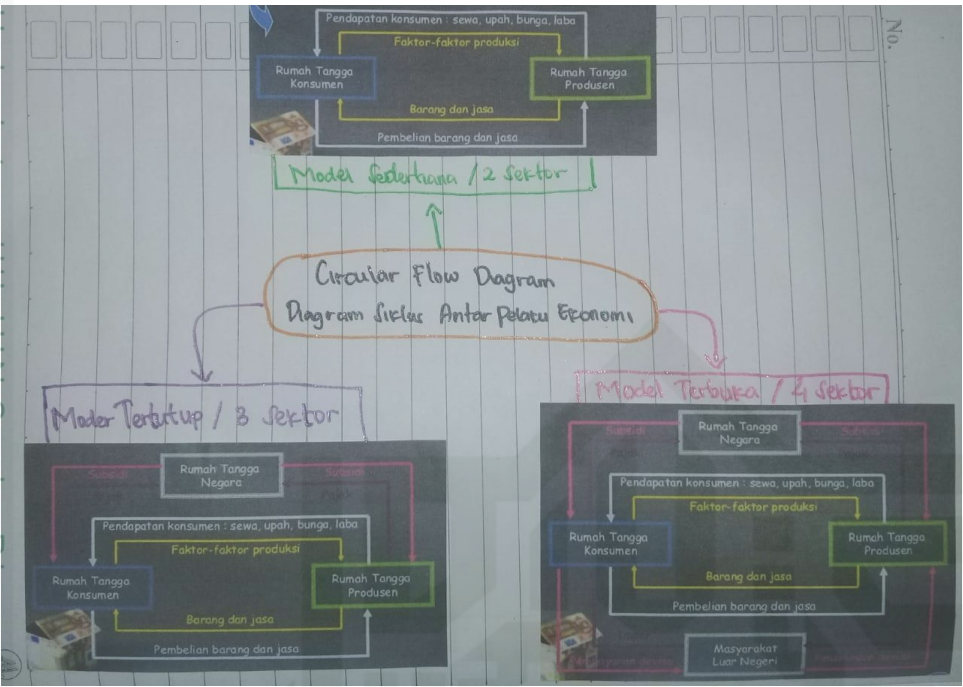 No.
Pendapatan konsumen : sewa, upah, bunga, laba
Faktor-faktor produksi
Rumah Tangga
Konsumen
Rumah Tangga
Produsen
Barang dan jasa
Pembelian barang dan jasa
Model Sederhana / 2 Sektor
Circular Flow Diagram
Diagram Siklus Antar Pelaku Ekonomi
Model Tertutup / 3 Sektor
Rumah Tangga
Negara
Subsidi
Subsidi
Pajak
Pendapatan konsumen : sewa, upah, bunga, laba
Faktor-faktor produksi
Rumah Tangga
Konsumen
Rumah Tangga
Produsen
Barang dan jasa
Pembelian barang dan jasa
Model Terbuka / 4 Sektor
Rumah Tangga
Negara
Subsidi
Subsidi
Pajak
Pendapatan konsumen : sewa, upah, bunga, laba
Faktor-faktor produksi
Rumah Tangga
Konsumen
Rumah Tangga
Produsen
Barang dan jasa
Pembelian barang dan jasa
Masyarakat
Luar Negeri